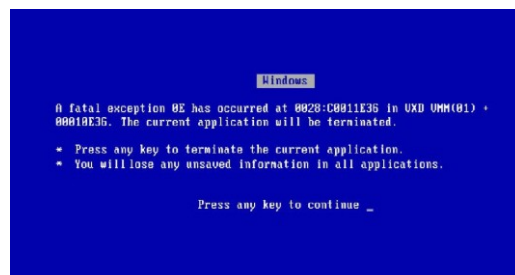 Windows
A fatal exception 0E has occurred at 0028:C0011E36 in VXD VMM(01) +
00010E36. The current application will be terminated.
* Press any key to terminate the current application.
* You will lose any unsaved information in all applications.
Press any key to continue _